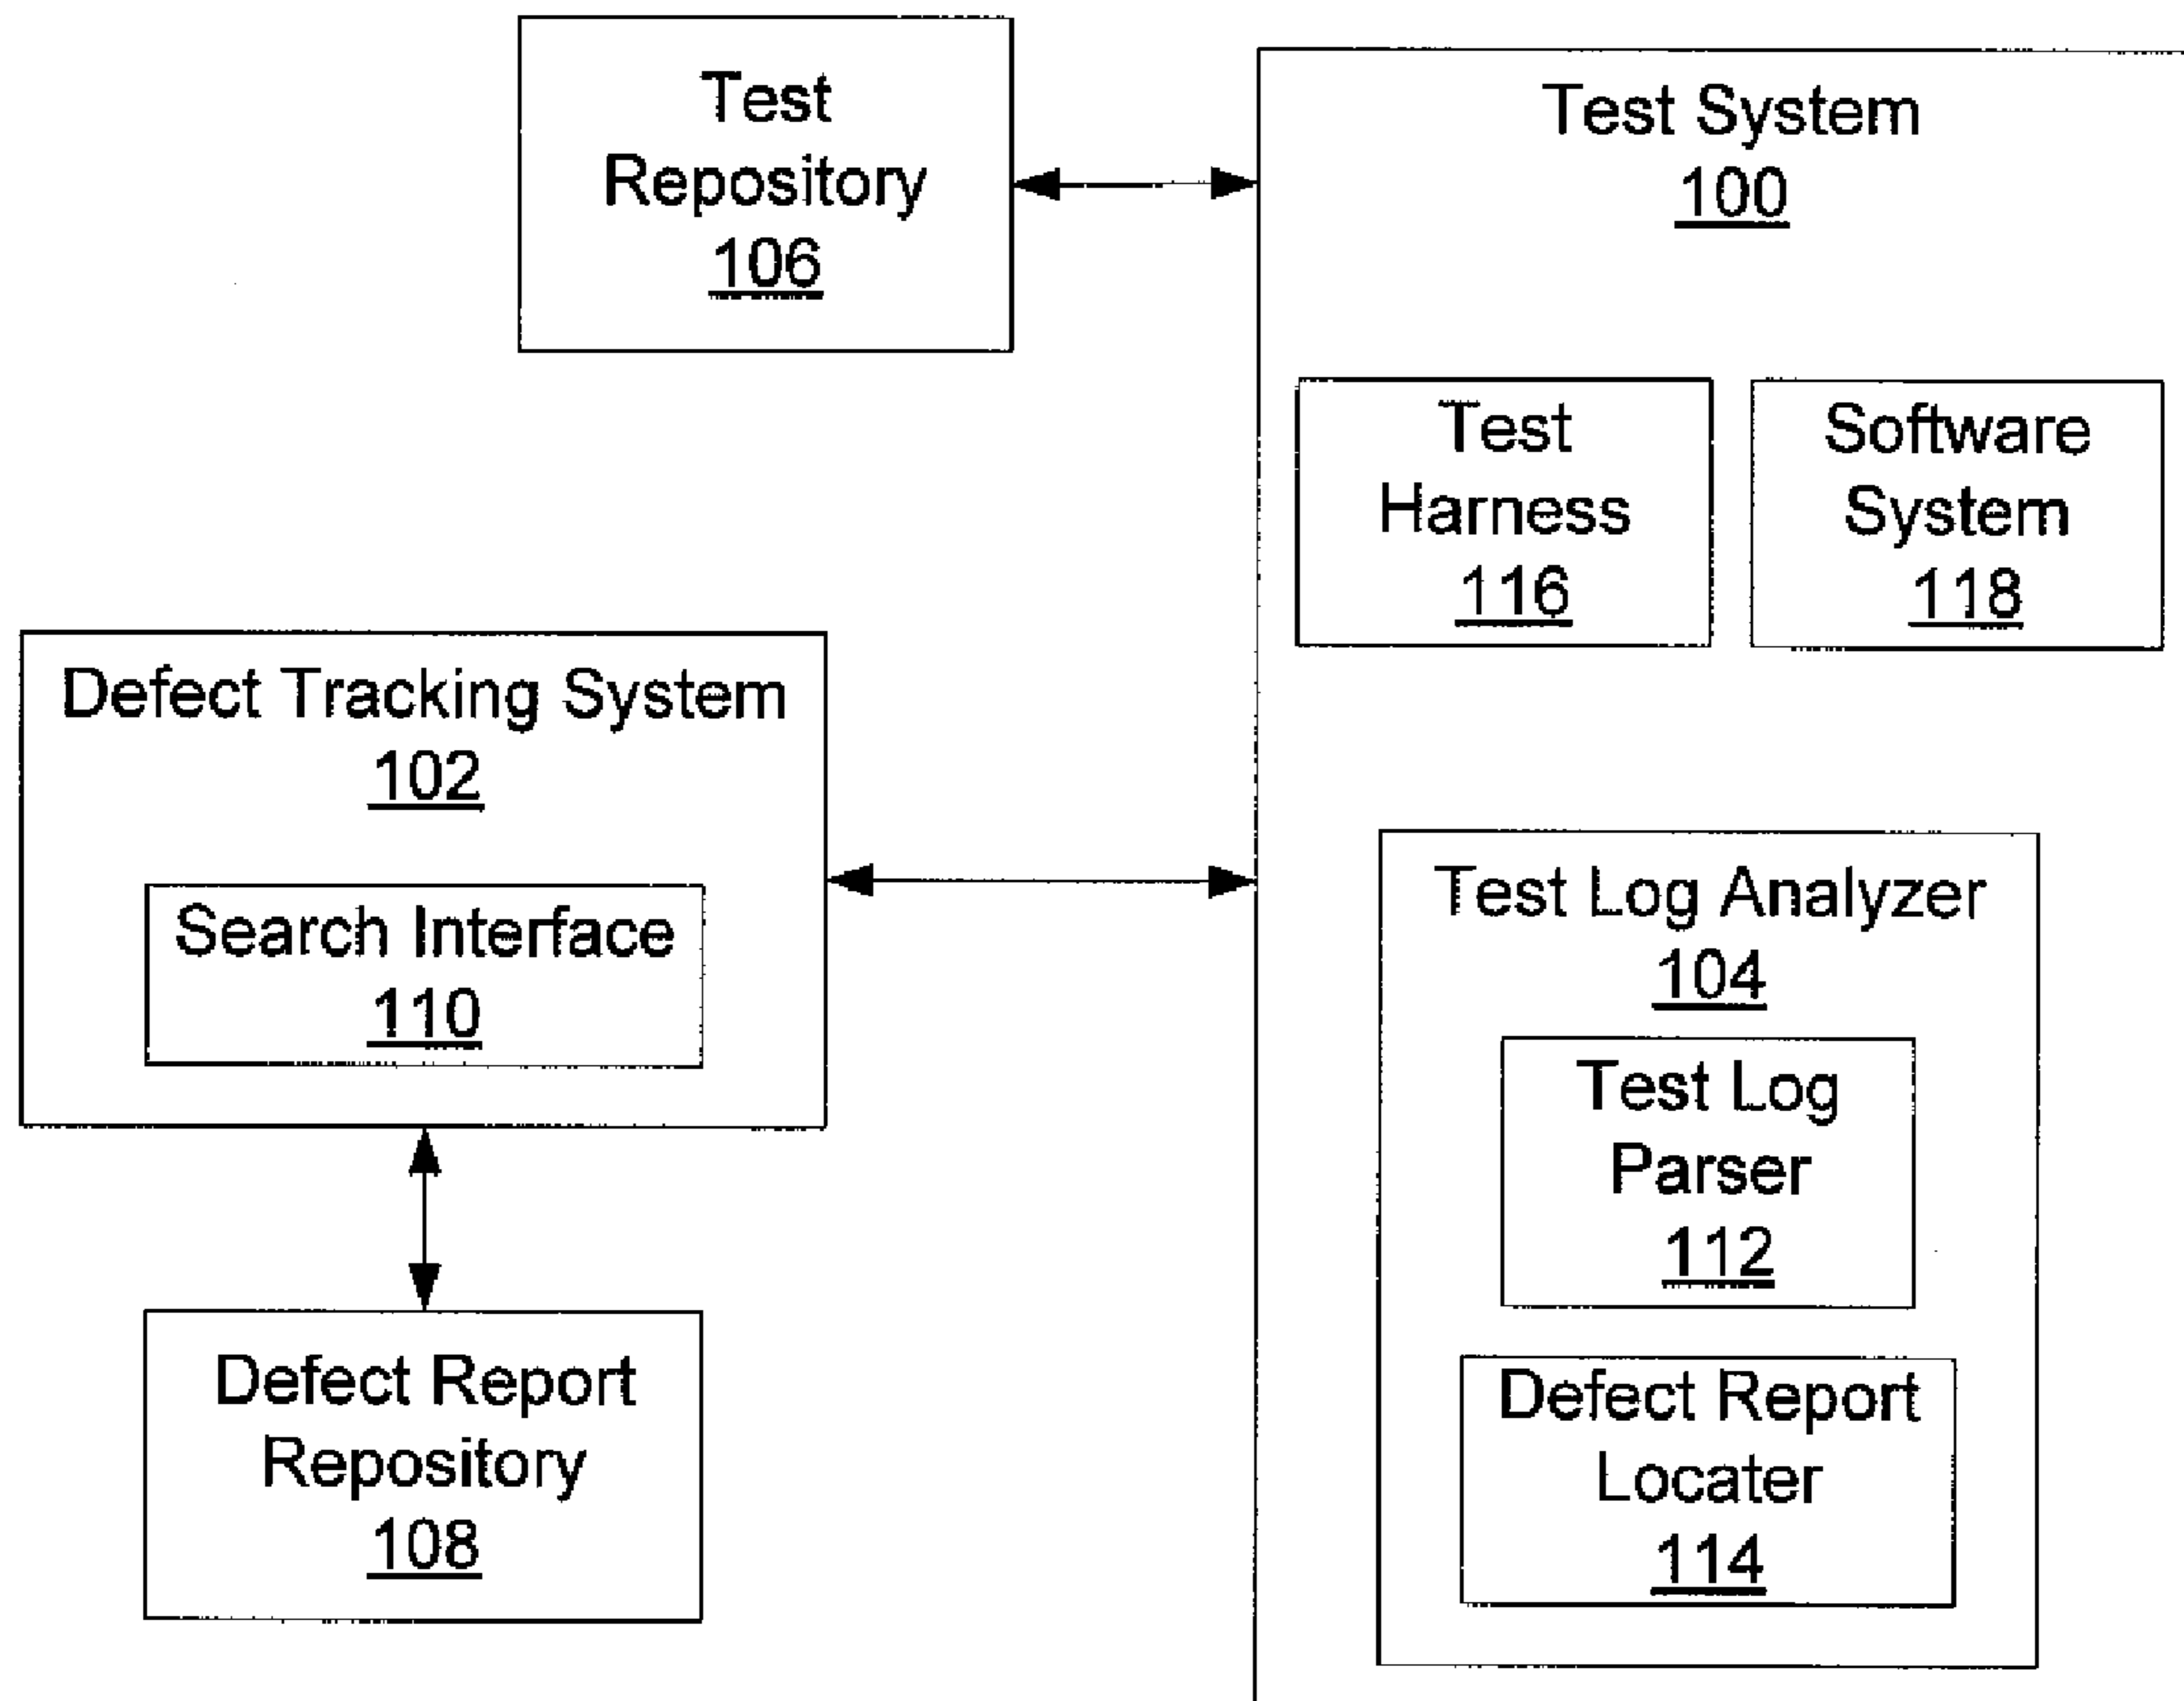 Test
Repository
106
Test System
100
Test
Harness
116
Software
System
118
Defect Tracking System
102
Search Interface
110
Test Log Analyzer
104
Test Log
Parser
112
Defect Report
Locater
114
Defect Report
Repository
108